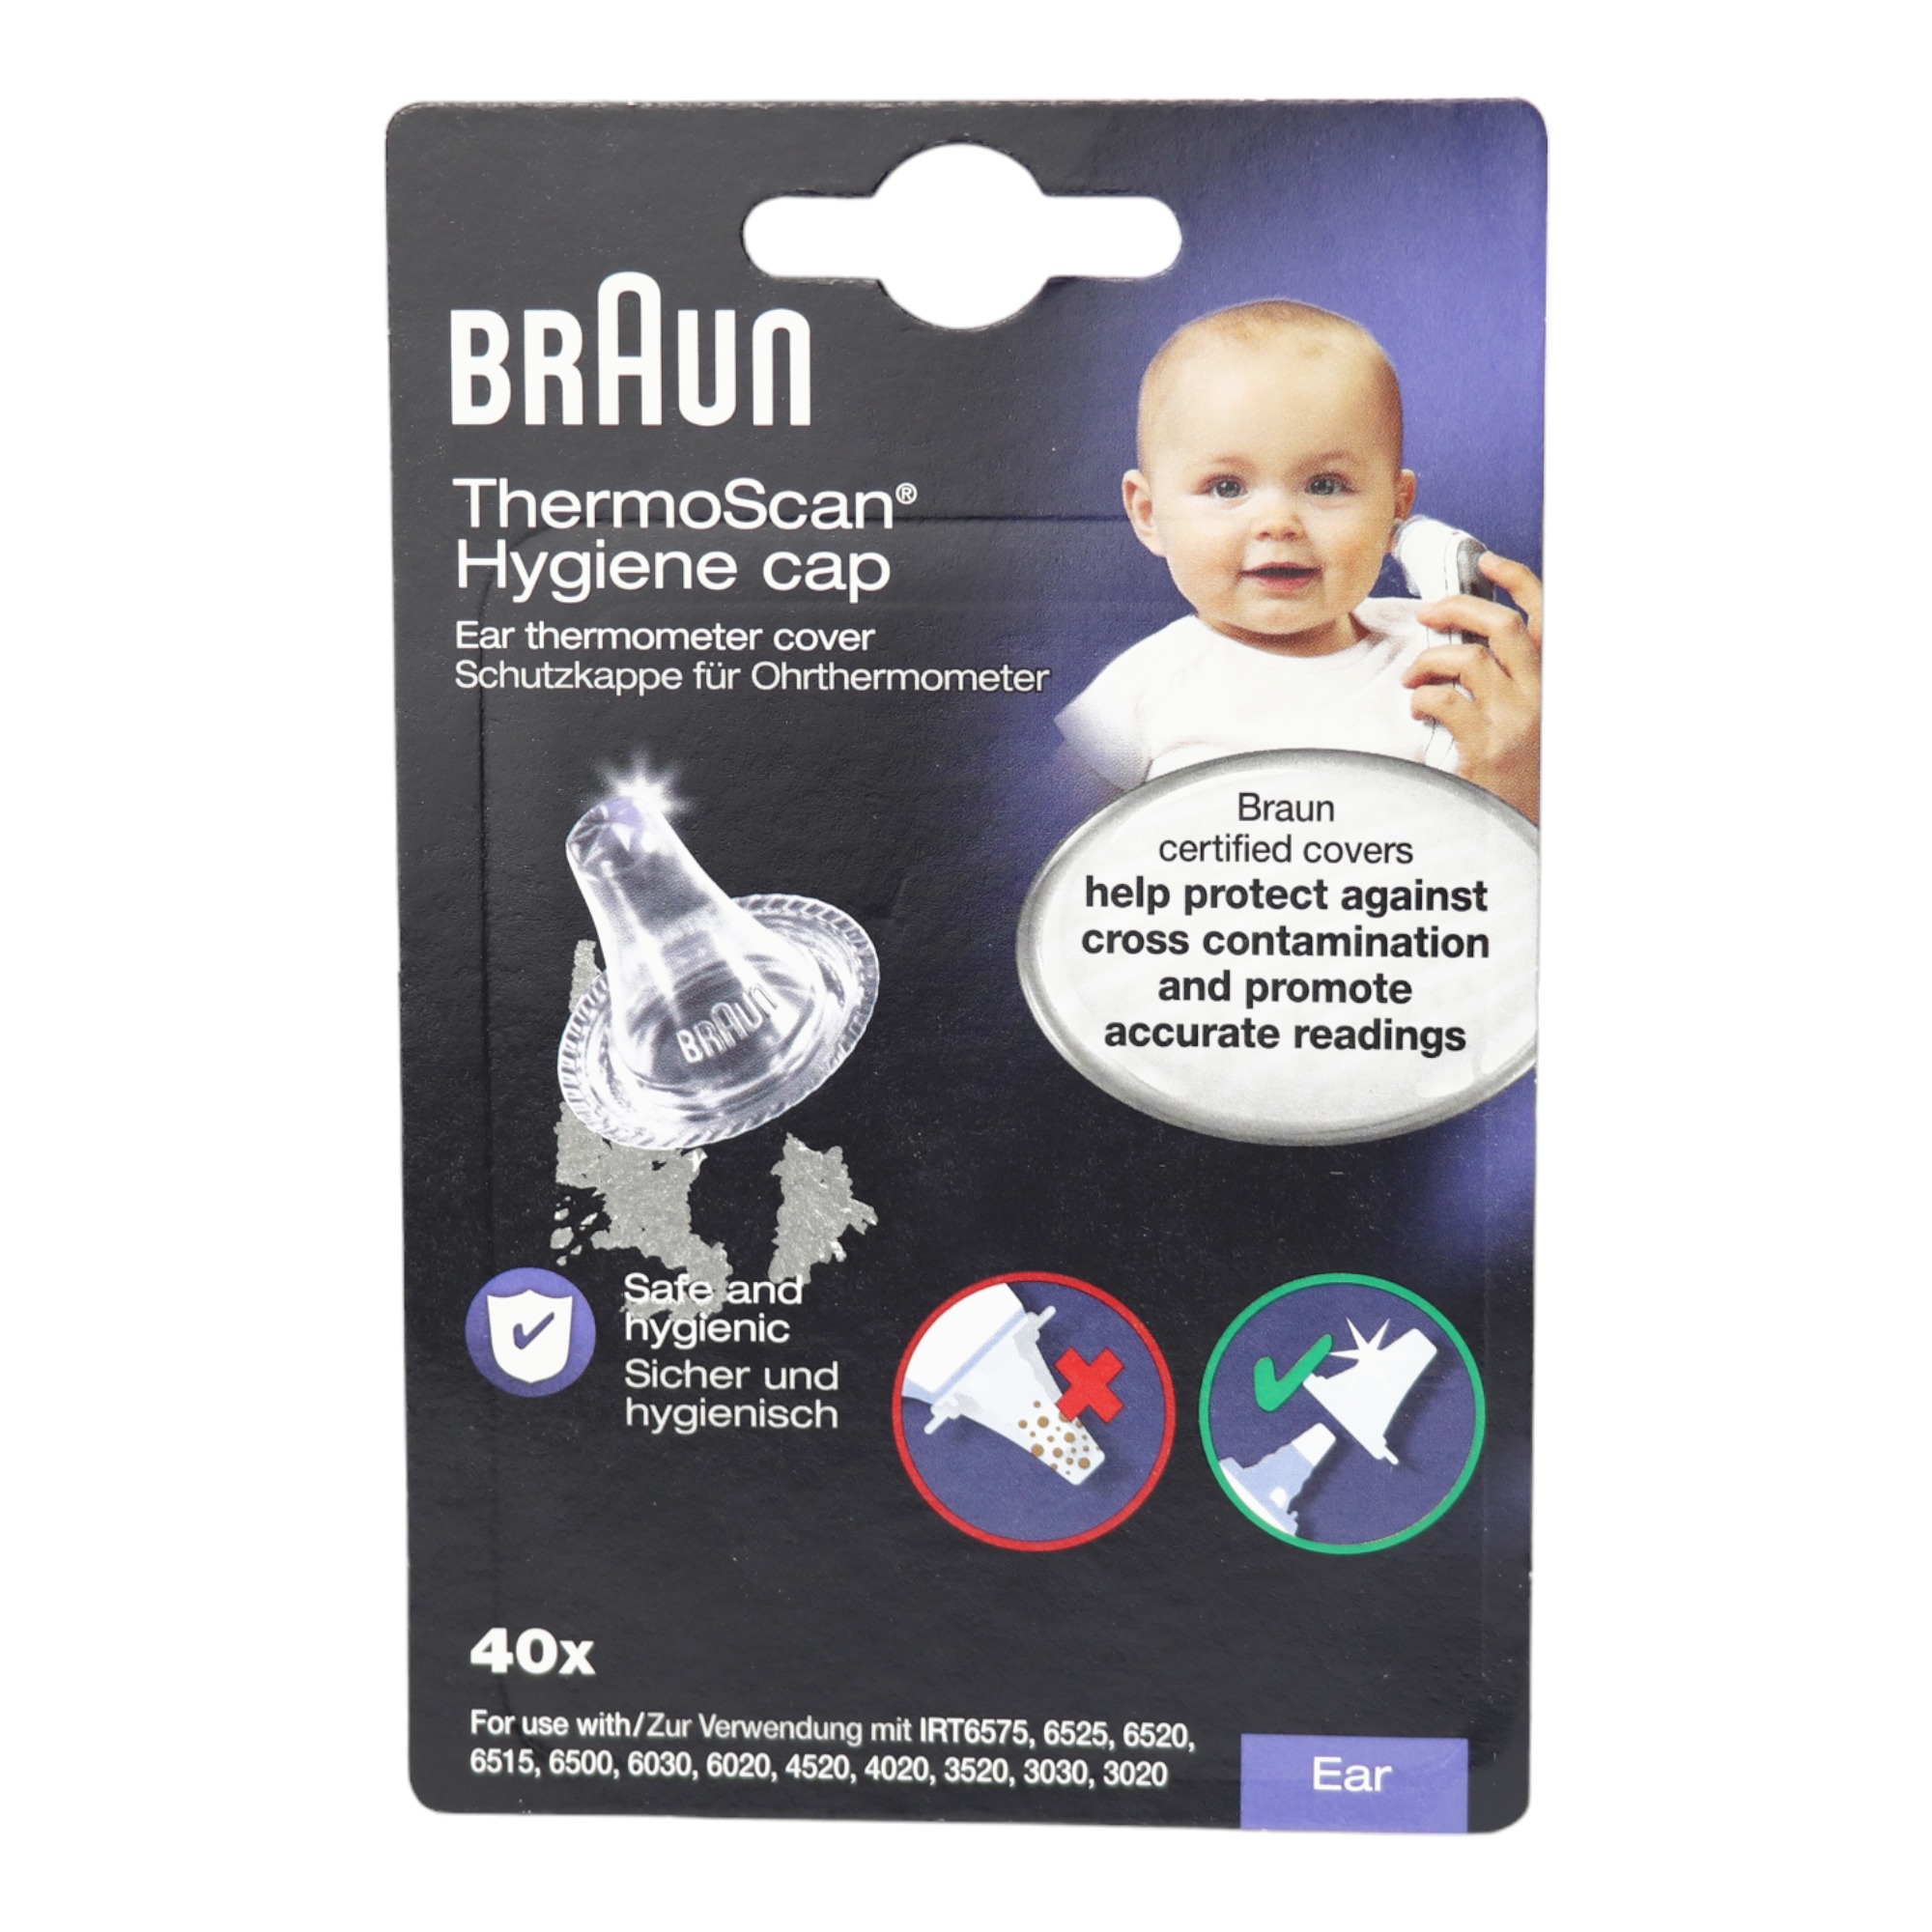 BRAUN
ThermoScan®
Hygiene cap
Ear thermometer cover
Schutzkappe für Ohrthermometer
BRAUN
Braun
certified covers
help protect against
cross contamination
and promote
accurate readings
Safe and
hygienic
Sicher und
hygienisch
40x
For use with/Zur Verwendung mit IRT6575, 6525, 6520,
6515, 6500, 6030, 6020, 4520, 4020, 3520, 3030, 3020
Ear